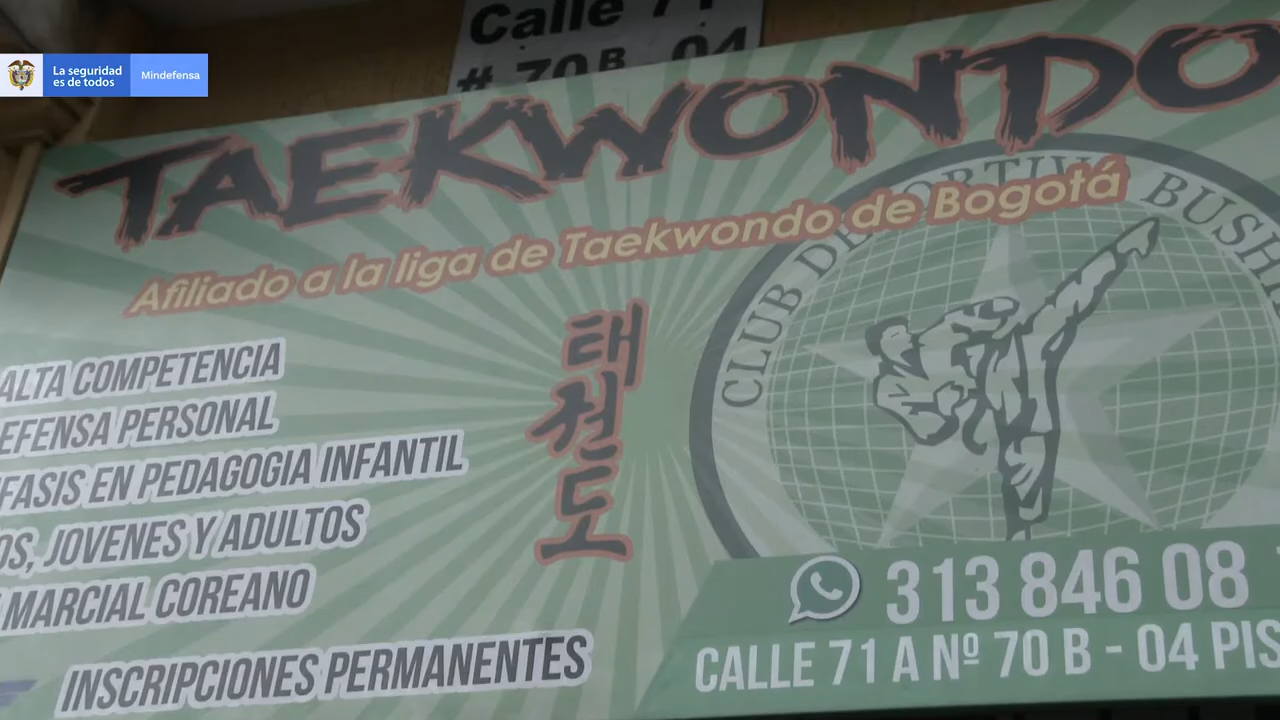 La seguridad
es de todos
Mindefensa
Calle 71
# 70 B - 04
TAEKWONDO
Afiliado a la liga de Taekwondo de Bogotá
CLUB DEPORTIVO BUSHI
태권도
ALTA COMPETENCIA
EFENSA PERSONAL
FASIS EN PEDAGOGIA INFANTIL
OS, JOVENES Y ADULTOS
MARCIAL COREANO
INSCRIPCIONES PERMANENTES
313 846 08
CALLE 71 A Nº 70 B - 04 PIS